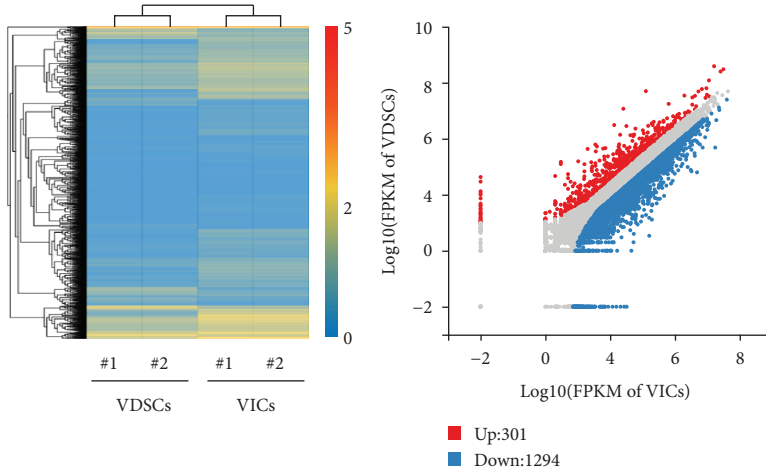 5
2
0
#1 #2 #1 #2
VDSCs VICs
Log10(FPKM of VDSCs)
10
8
6
4
2
0
−2
−2 0 2 4 6 8
Log10(FPKM of VICs)
Up:301
Down:1294